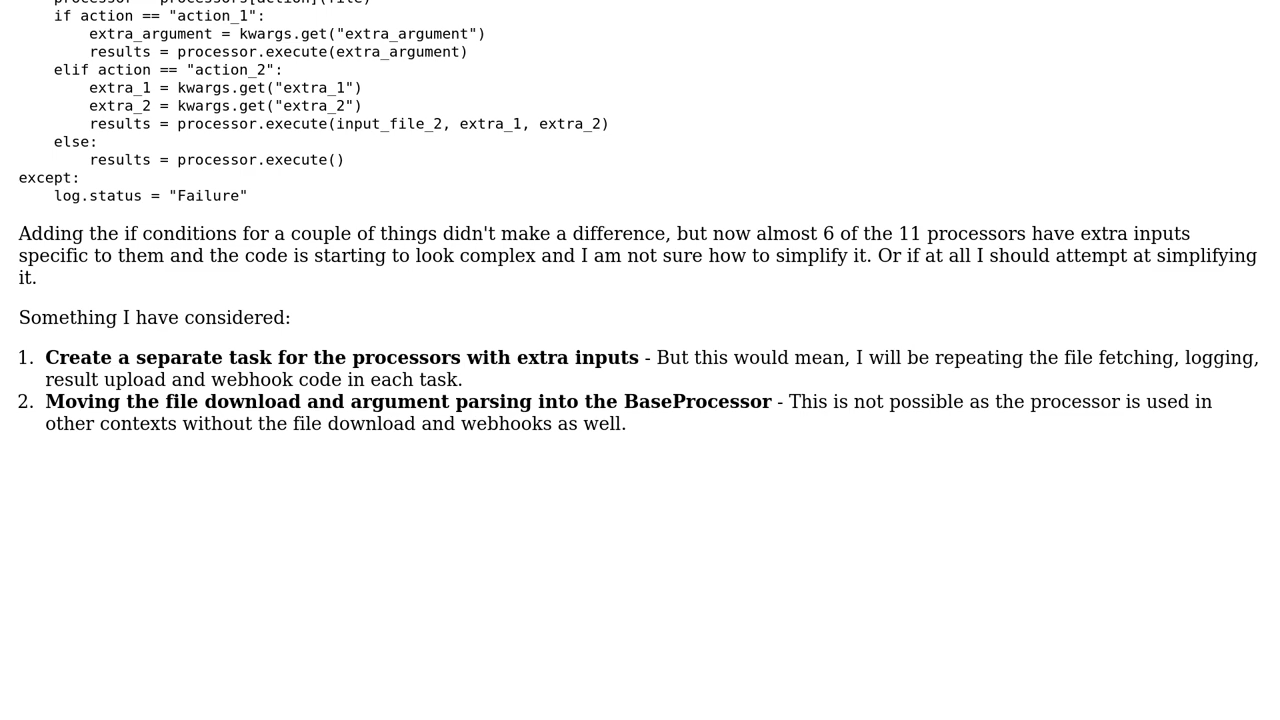 processor = processors[action](file)
if action == "action_1":
extra_argument = kwargs.get("extra_argument")
results = processor.execute(extra_argument)
elif action == "action_2":
extra_1 = kwargs.get("extra_1")
extra_2 = kwargs.get("extra_2")
results = processor.execute(input_file_2, extra_1, extra_2)
else:
results = processor.execute()
except:
log.status = "Failure"
Adding the if conditions for a couple of things didn't make a difference, but now almost 6 of the 11 processors have extra inputs
specific to them and the code is starting to look complex and I am not sure how to simplify it. Or if at all I should attempt at simplifying
it.
Something I have considered:
1. Create a separate task for the processors with extra inputs - But this would mean, I will be repeating the file fetching, logging,
result upload and webhook code in each task.
2. Moving the file download and argument parsing into the BaseProcessor - This is not possible as the processor is used in
other contexts without the file download and webhooks as well.